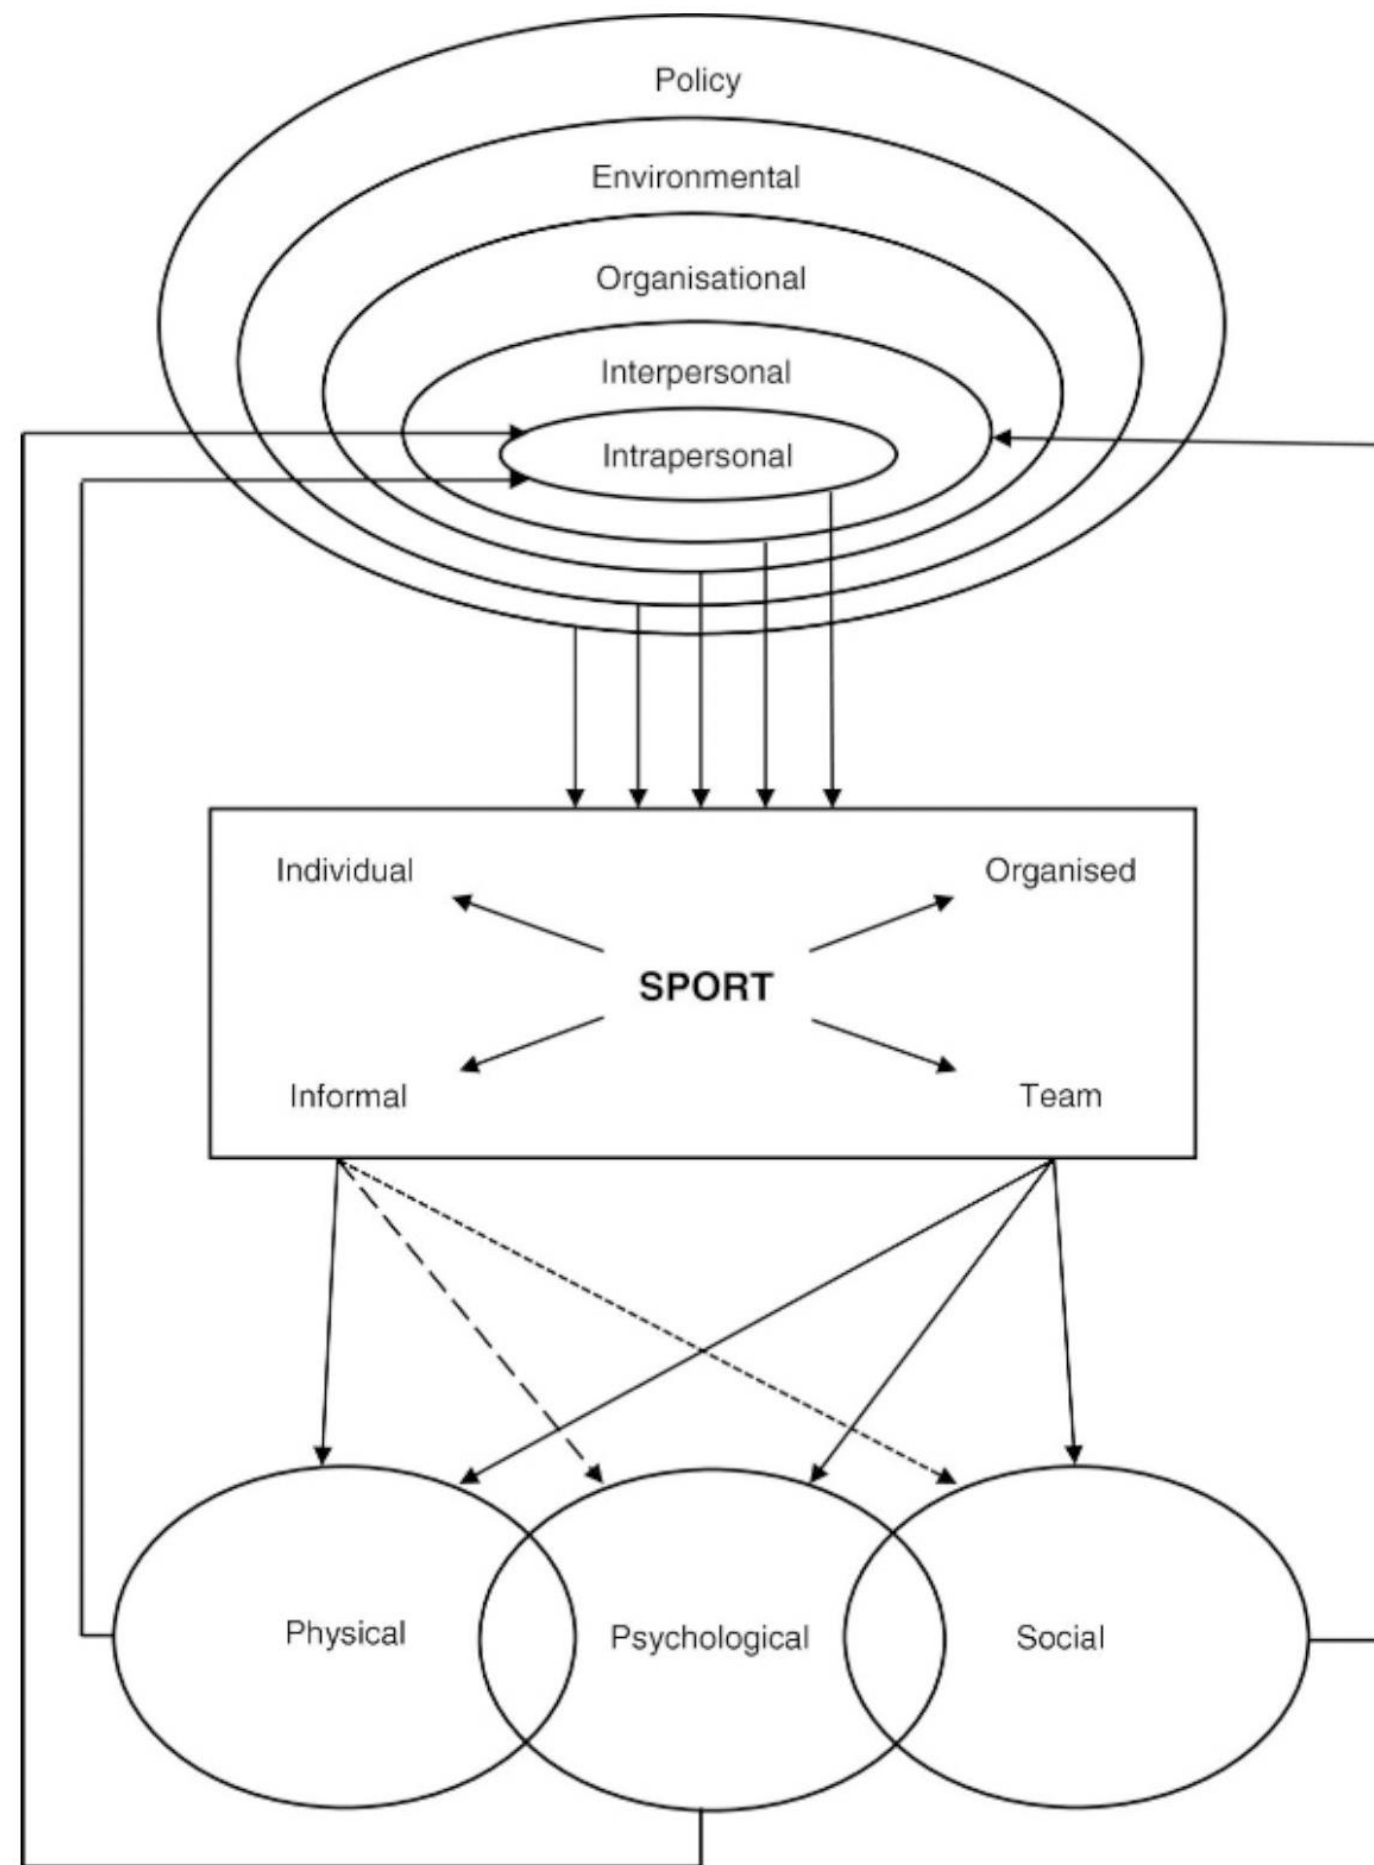 Policy
Environmental
Organisational
Interpersonal
Intrapersonal
Individual
Organised
SPORT
Informal
Team
Physical
Psychological
Social